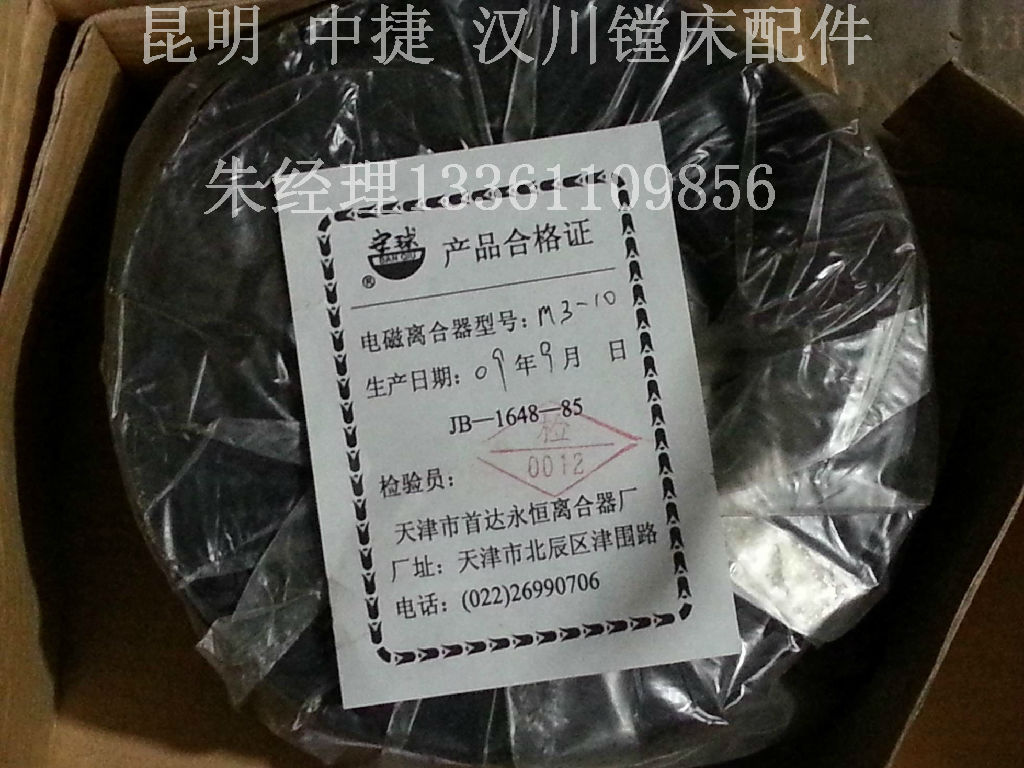 昆明 中捷 汉川镗床配件
朱经理13361109856
SAN QIU
®
产品合格证
电磁离合器型号：M3-10
生产日期：09年9月 日
JB—1648—85
检
0012
检验员：
天津市首达永恒离合器厂
厂址：天津市北辰区津围路
电话：(022)26990706